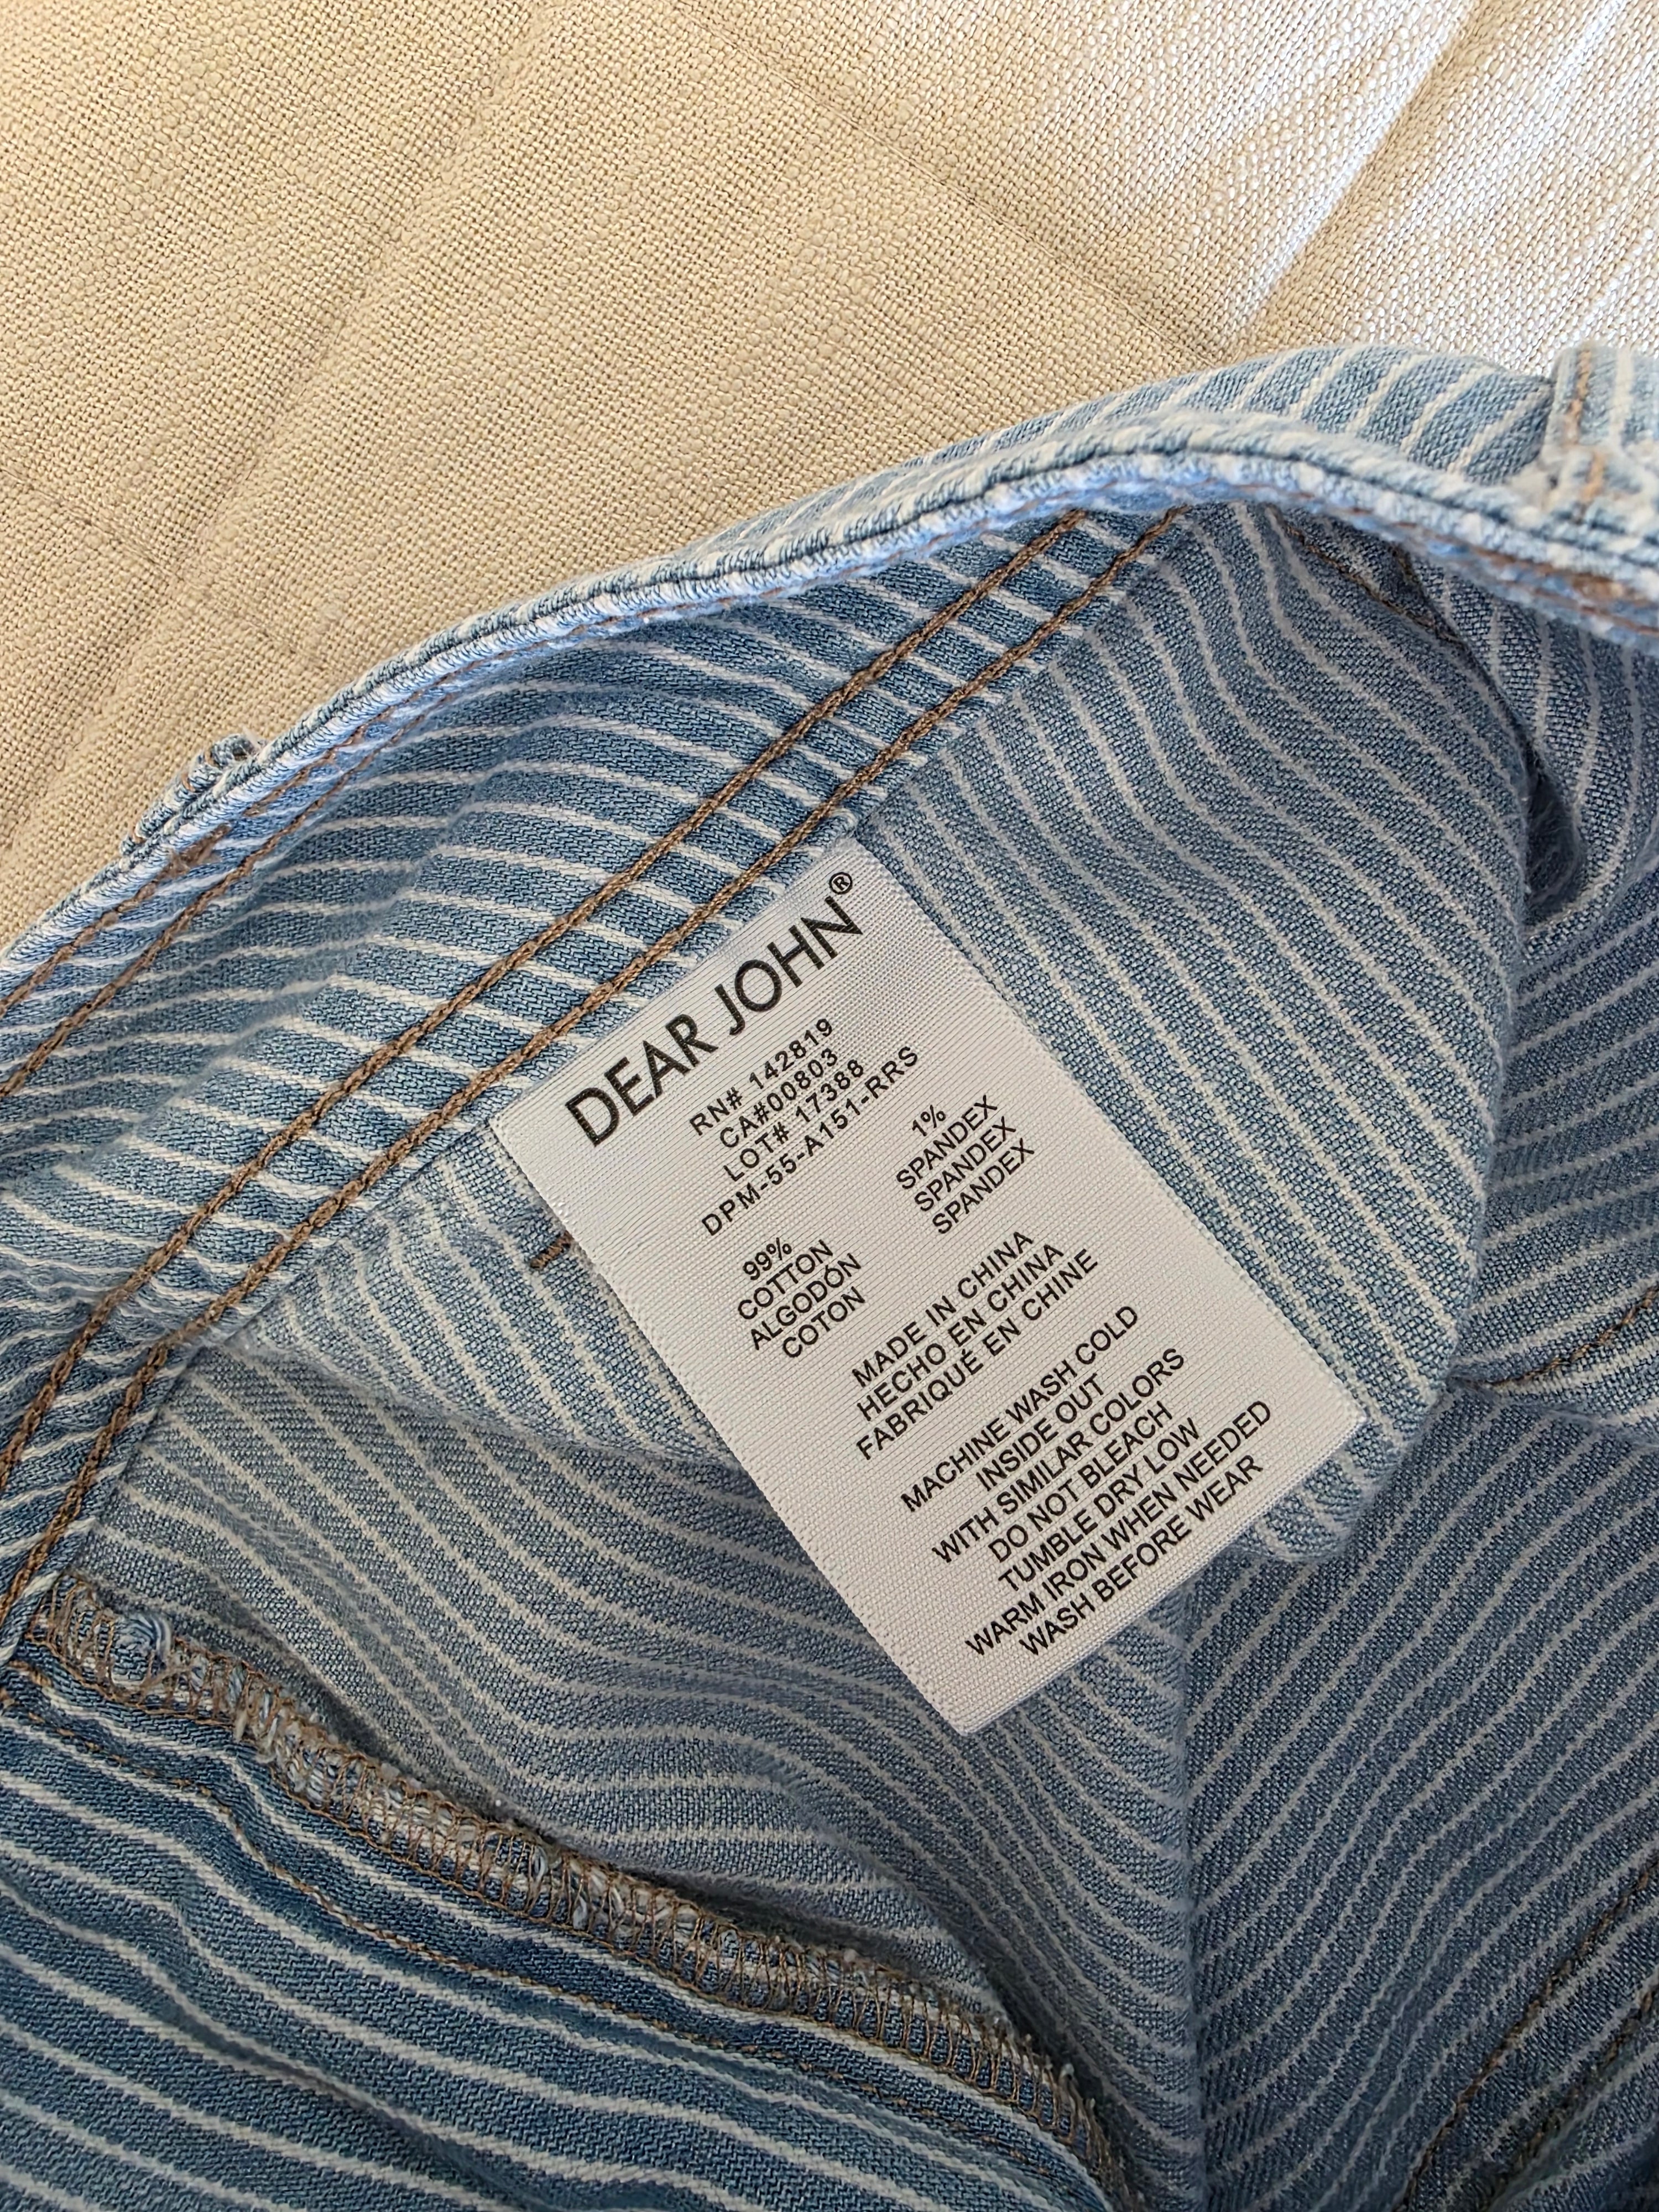 DEAR JOHN®
RN# 142819
CA#00803
LOT# 17388
DPM-55-A151-RRS
99% 1%
COTTON SPANDEX
ALGODÓN SPANDEX
COTON SPANDEX
MADE IN CHINA
HECHO EN CHINA
FABRIQUÉ EN CHINE
MACHINE WASH COLD
INSIDE OUT
WITH SIMILAR COLORS
DO NOT BLEACH
TUMBLE DRY LOW
WARM IRON WHEN NEEDED
WASH BEFORE WEAR